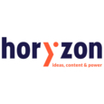 horyzon
ideas, content & power